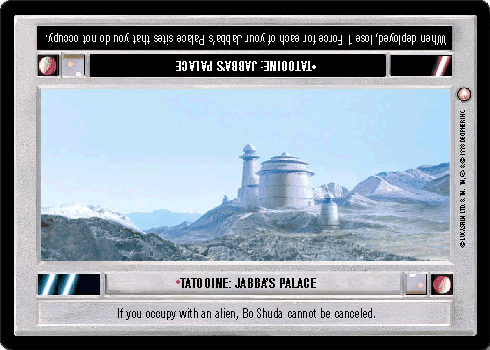 When deployed, lose 1 Force for each of your Jabba's Palace sites that you do not occupy.
•TATOOINE: JABBA'S PALACE
•TATOOINE: JABBA'S PALACE
If you occupy with an alien, Bo Shuda cannot be canceled.